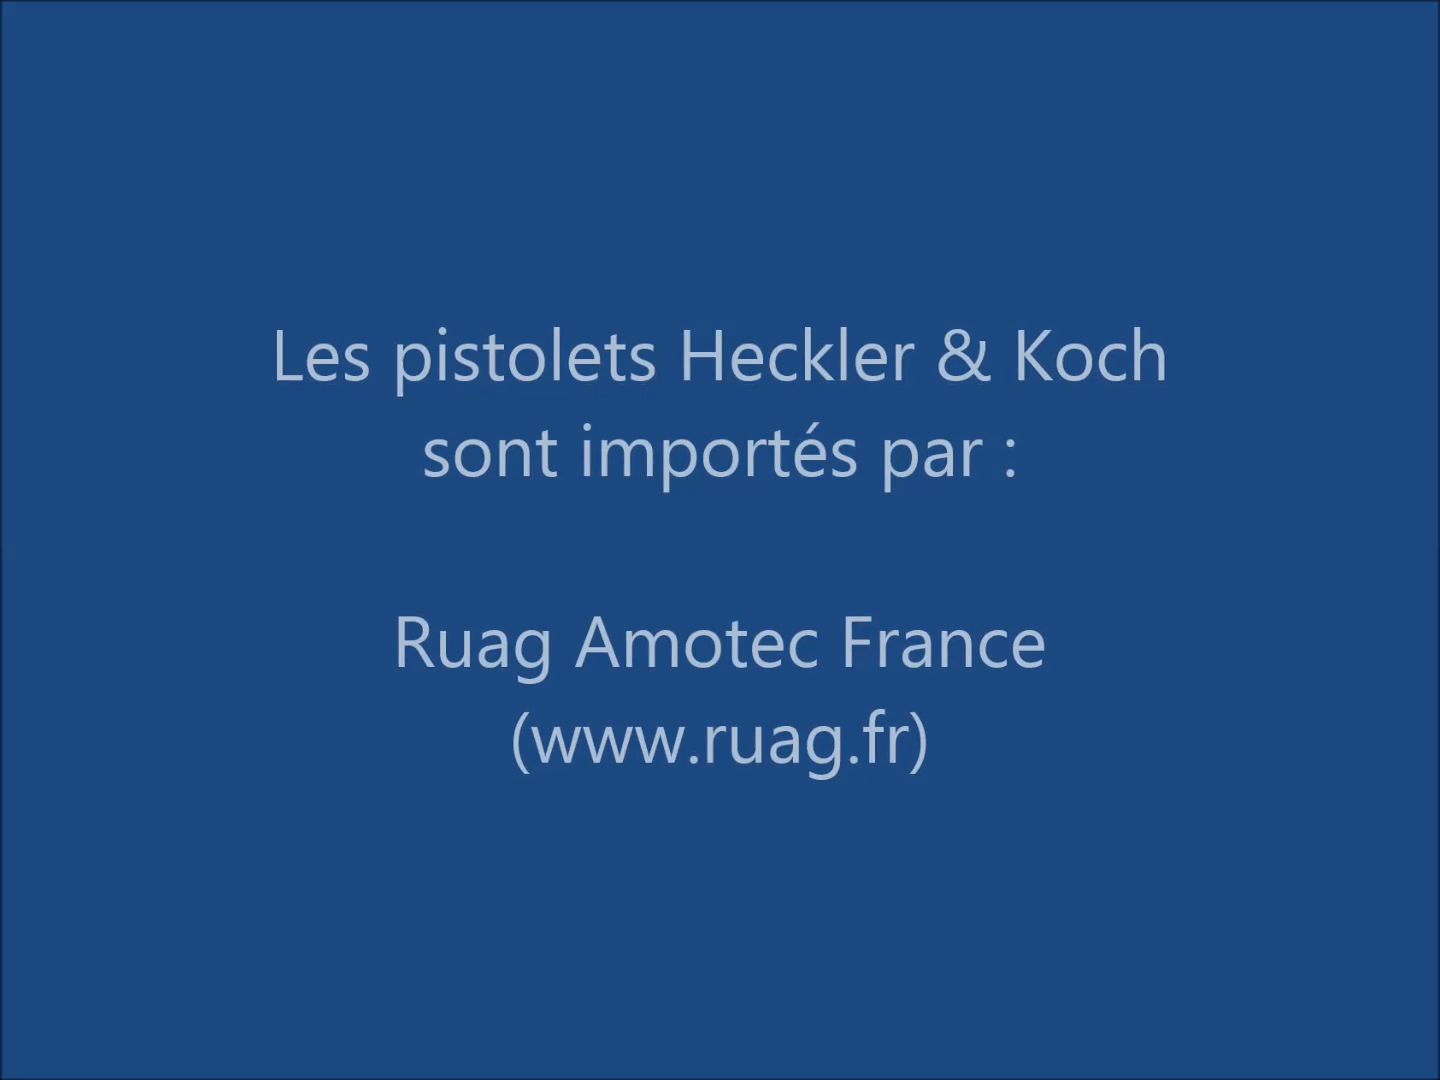 Les pistolets Heckler & Koch
sont importés par :
Ruag Amotec France
(www.ruag.fr)